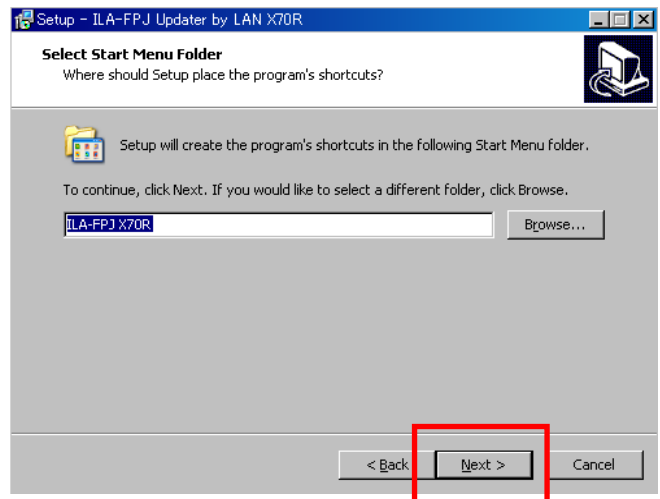 Setup - ILA-FPJ Updater by LAN X70R
Select Start Menu Folder
Where should Setup place the program's shortcuts?
Setup will create the program's shortcuts in the following Start Menu folder.
To continue, click Next. If you would like to select a different folder, click Browse.
ILA-FPJ X70R
Browse...
< Back
Next >
Cancel